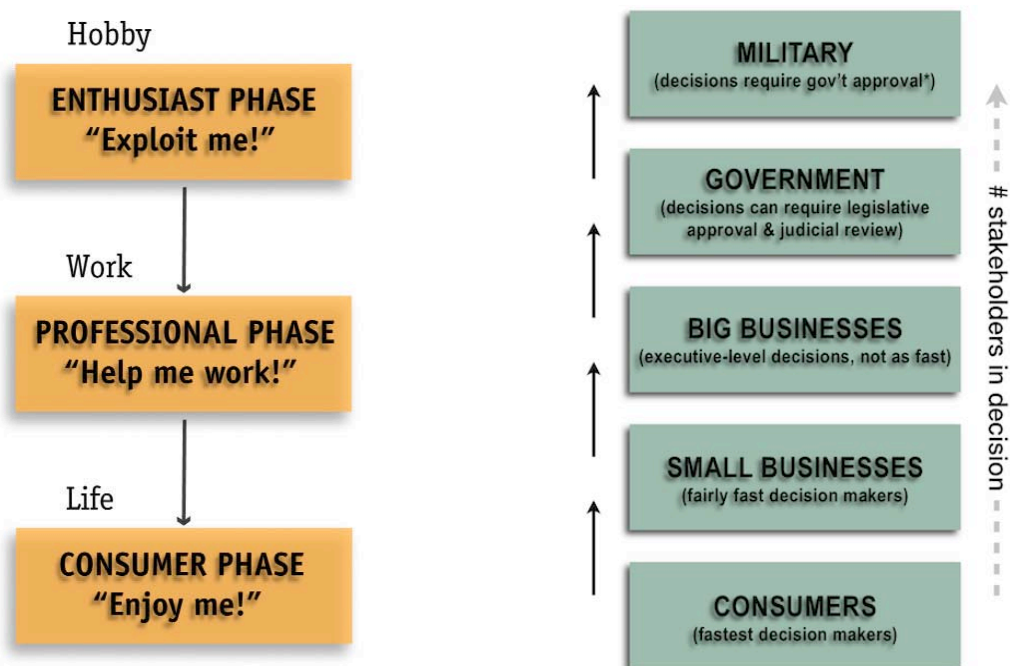 Hobby
ENTHUSIAST PHASE
“Exploit me!”
Work
PROFESSIONAL PHASE
“Help me work!”
Life
CONSUMER PHASE
“Enjoy me!”
MILITARY
(decisions require gov’t approval*)
GOVERNMENT
(decisions can require legislative
approval & judicial review)
BIG BUSINESSES
(executive-level decisions, not as fast)
SMALL BUSINESSES
(fairly fast decision makers)
CONSUMERS
(fastest decision makers)
# stakeholders in decision